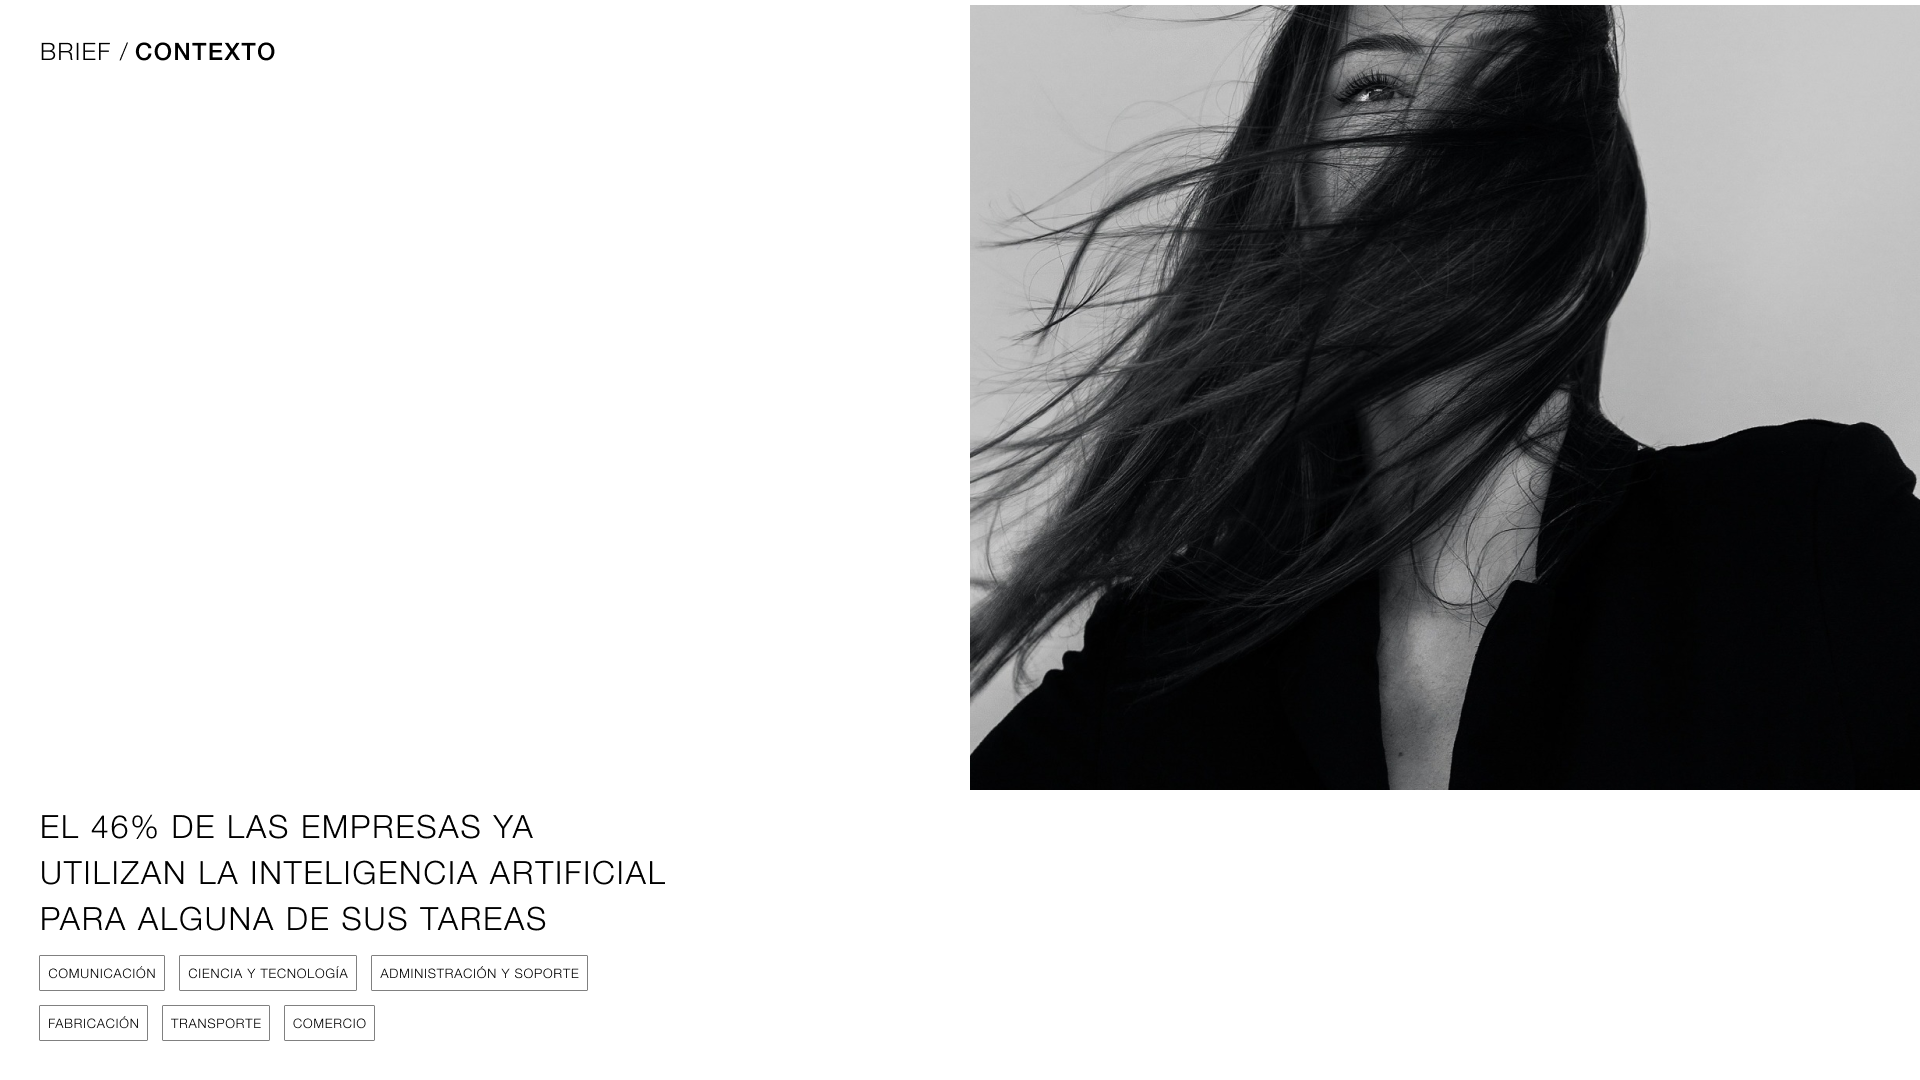 BRIEF / CONTEXTO
EL 46% DE LAS EMPRESAS YA
UTILIZAN LA INTELIGENCIA ARTIFICIAL
PARA ALGUNA DE SUS TAREAS
COMUNICACIÓN CIENCIA Y TECNOLOGÍA ADMINISTRACIÓN Y SOPORTE
FABRICACIÓN TRANSPORTE COMERCIO